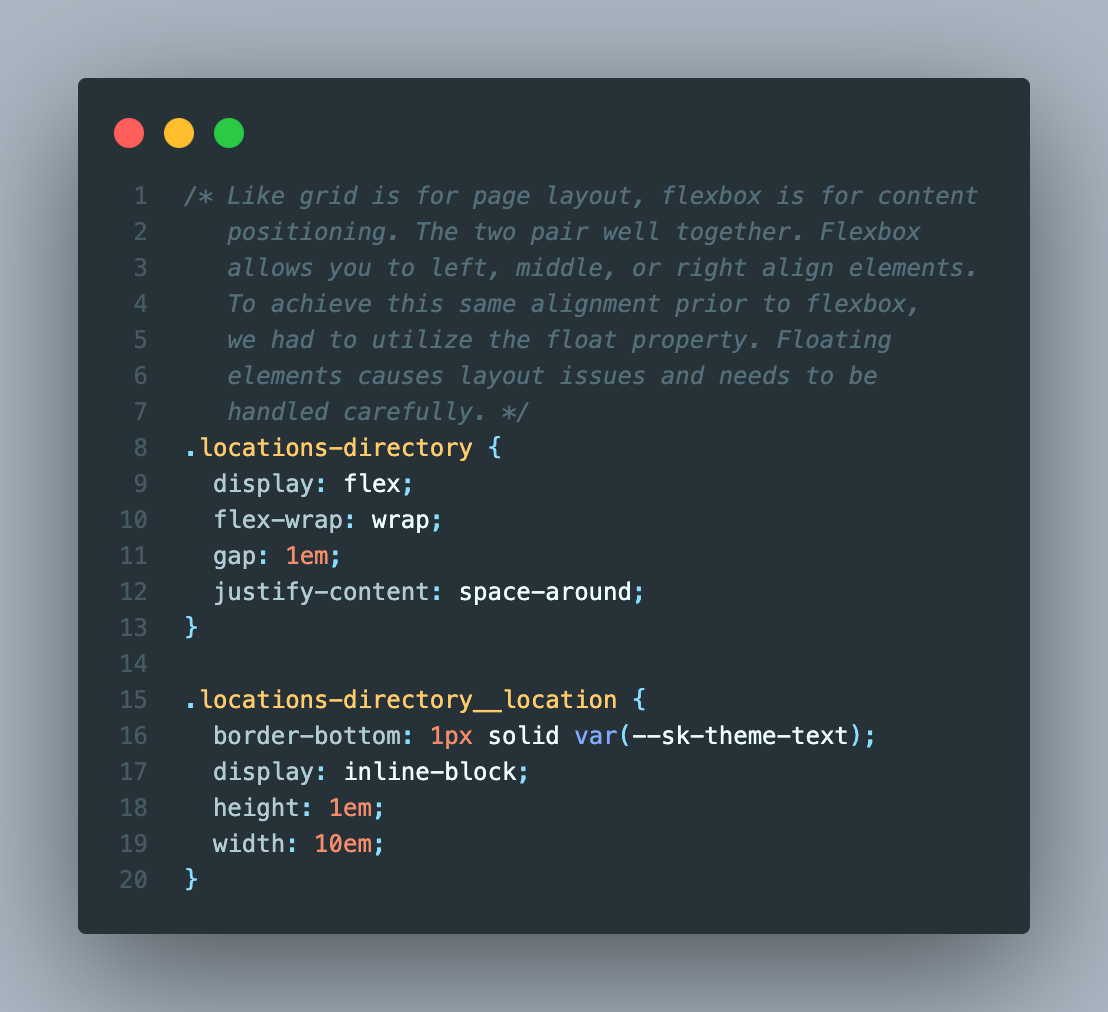 1 /* Like grid is for page layout, flexbox is for content
2 positioning. The two pair well together. Flexbox
3 allows you to left, middle, or right align elements.
4 To achieve this same alignment prior to flexbox,
5 we had to utilize the float property. Floating
6 elements causes layout issues and needs to be
7 handled carefully. */
8 .locations-directory {
9 display: flex;
10 flex-wrap: wrap;
11 gap: 1em;
12 justify-content: space-around;
13 }
14
15 .locations-directory__location {
16 border-bottom: 1px solid var(--sk-theme-text);
17 display: inline-block;
18 height: 1em;
19 width: 10em;
20 }